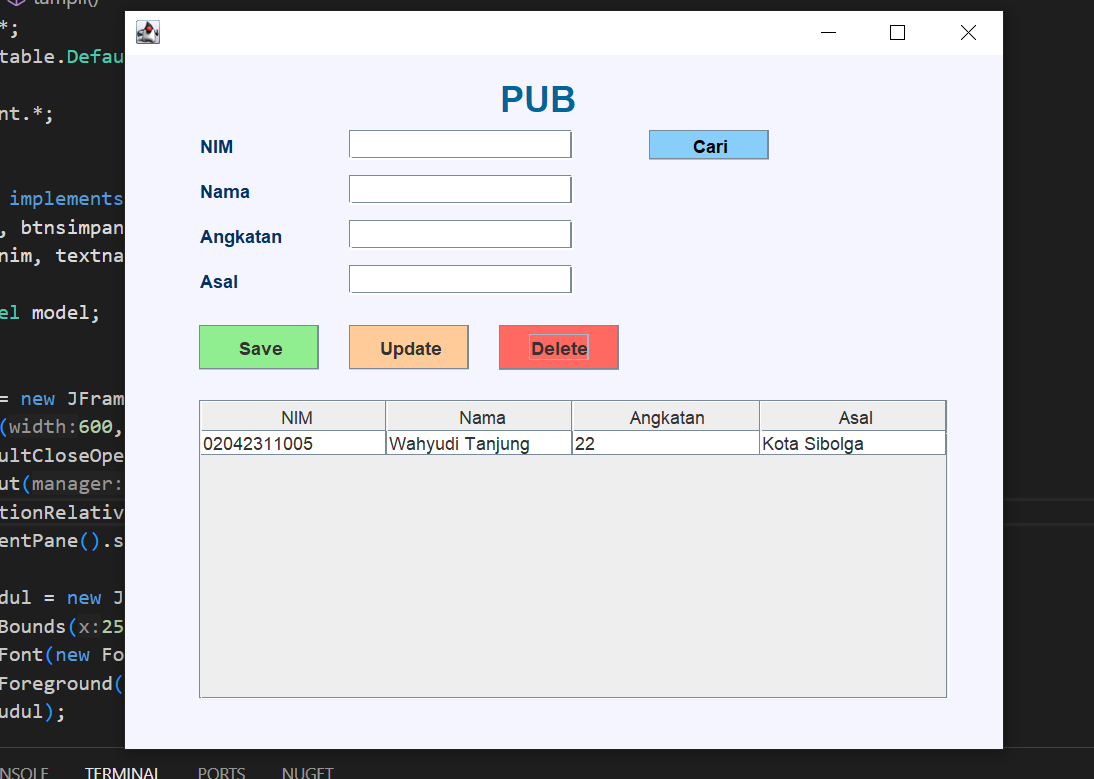 tampil()
*;
table.Defau
nt.*;
implements
, btnsimpan
nim, textna
el model;
= new JFram
(width:600,
ultCloseOpe
ut(manager:
tionRelativ
entPane().s
dul = new J
Bounds(x:25
Font(new Fo
Foreground(
udul);
NSOLE TERMINAL PORTS NUGET
PUB
NIM Cari
Nama
Angkatan
Asal
Save Update Delete
NIM Nama Angkatan Asal
02042311005 Wahyudi Tanjung 22 Kota Sibolga